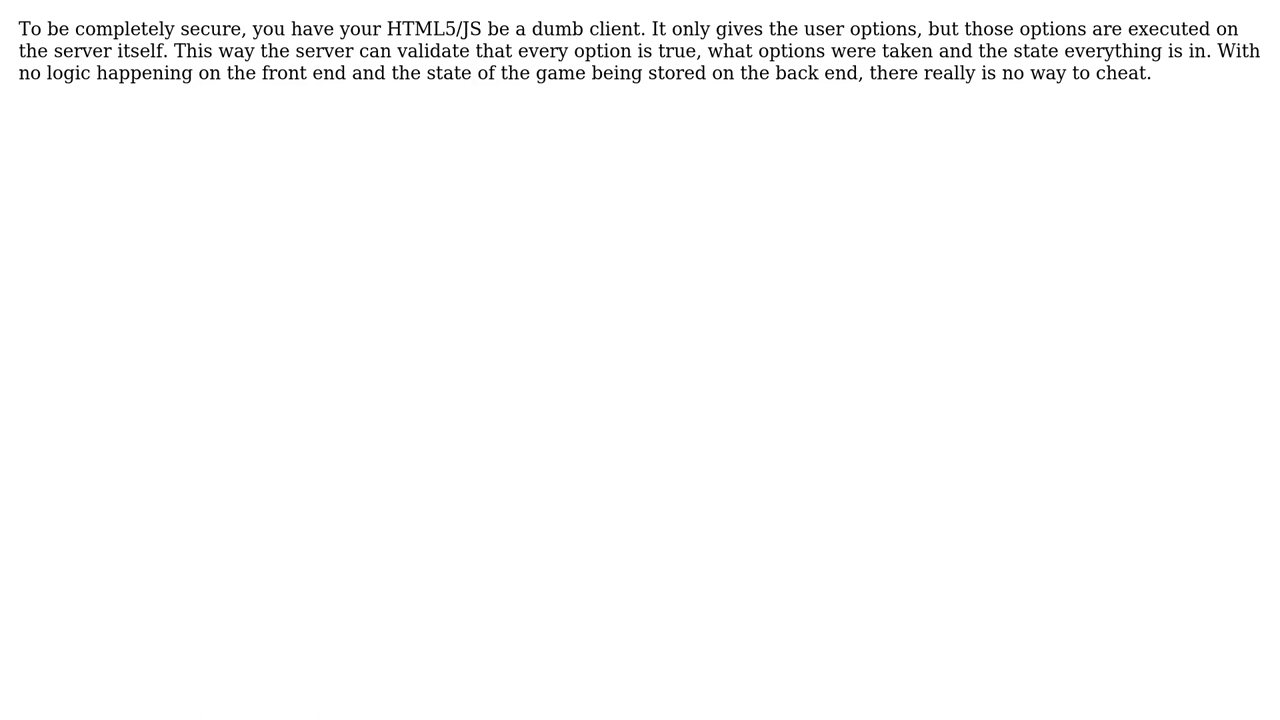 To be completely secure, you have your HTML5/JS be a dumb client. It only gives the user options, but those options are executed on
the server itself. This way the server can validate that every option is true, what options were taken and the state everything is in. With
no logic happening on the front end and the state of the game being stored on the back end, there really is no way to cheat.